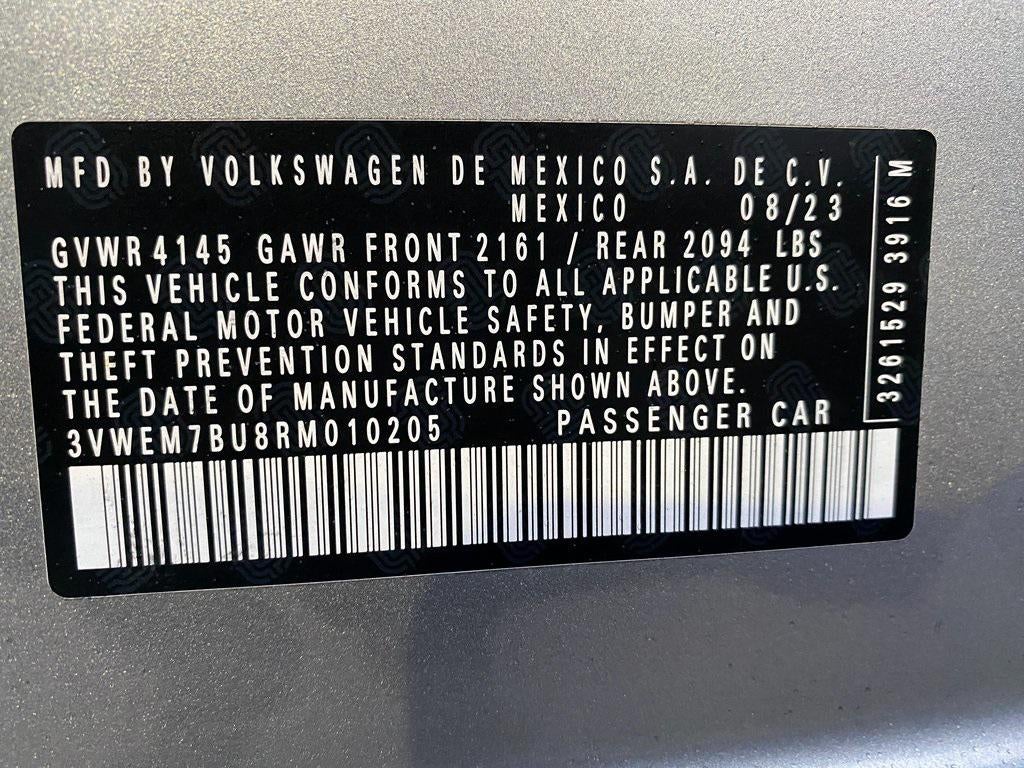 MFD BY VOLKSWAGEN DE MEXICO S.A. DE C.V.
MEXICO 08/23
GVWR 4145 GAWR FRONT 2161 / REAR 2094 LBS
THIS VEHICLE CONFORMS TO ALL APPLICABLE U.S.
FEDERAL MOTOR VEHICLE SAFETY, BUMPER AND
THEFT PREVENTION STANDARDS IN EFFECT ON
THE DATE OF MANUFACTURE SHOWN ABOVE.
3VWEM7BU8RM010205 PASSENGER CAR
3261529 3916 M